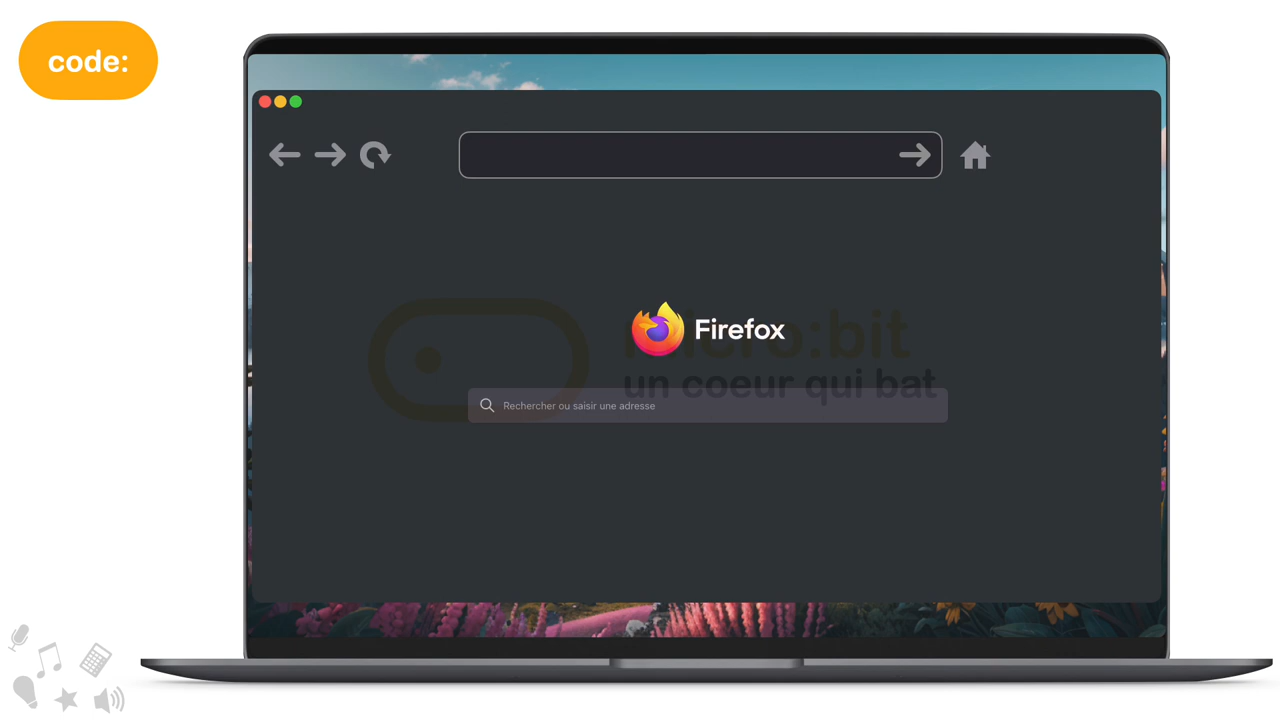 code:
Firefox
micro:bit
un coeur qui bat
Rechercher ou saisir une adresse